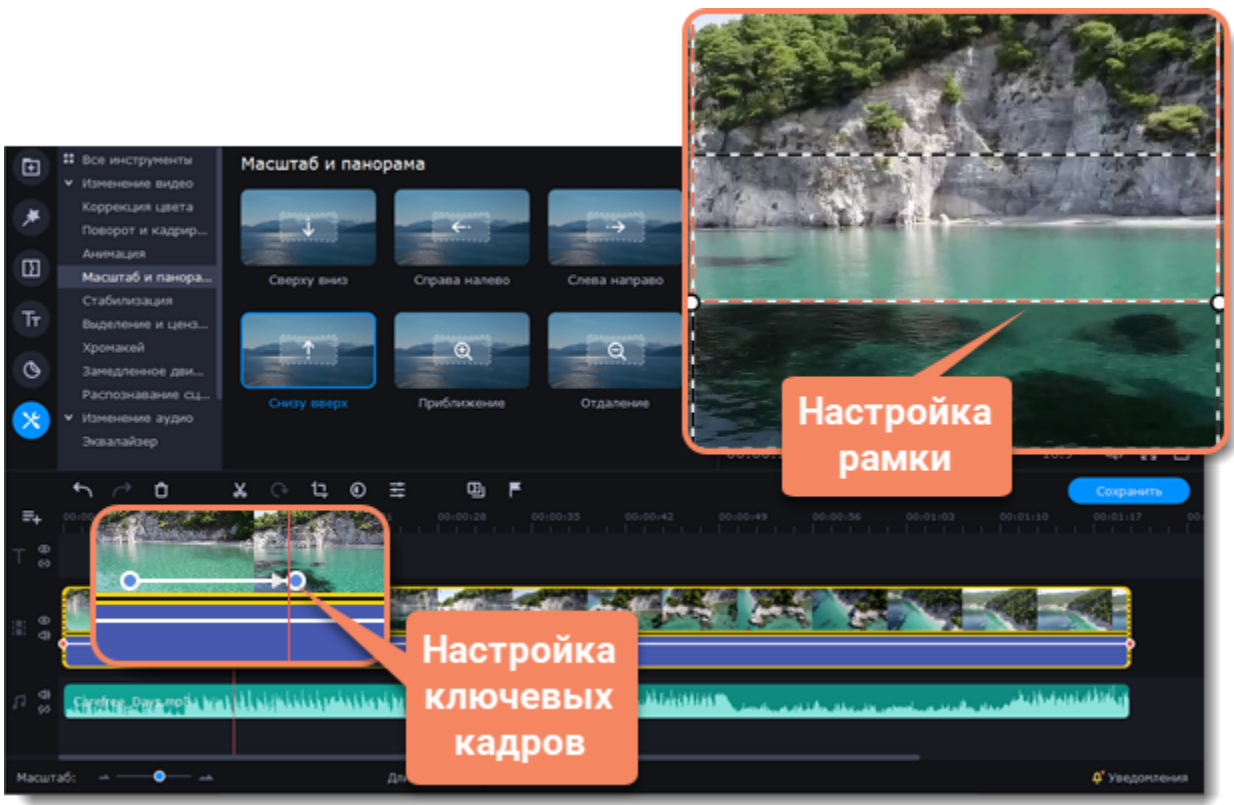 Все инструменты
Изменение видео
Коррекция цвета
Поворот и кадрир...
Анимация
Масштаб и панора...
Стабилизация
Выделение и ценз...
Хромакей
Замедленное дви...
Распознавание сц...
Изменение аудио
Эквалайзер
Масштаб и панорама
Сверху вниз
Справа налево
Слева направо
Снизу вверх
Приближение
Отдаление
Настройка
рамки
Сохранить
00:00:28 00:00:35 00:00:42 00:00:49 00:00:56 00:01:03 00:01:10 00:01:17
Настройка
ключевых
кадров
Carefree_Days.mp3
Масштаб:
Уведомления